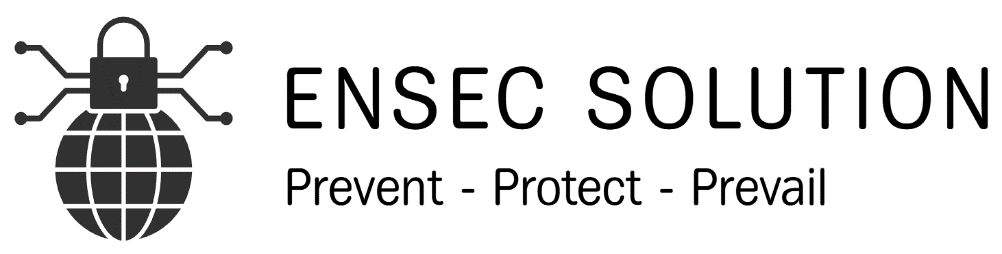 ENSEC SOLUTION
Prevent - Protect - Prevail